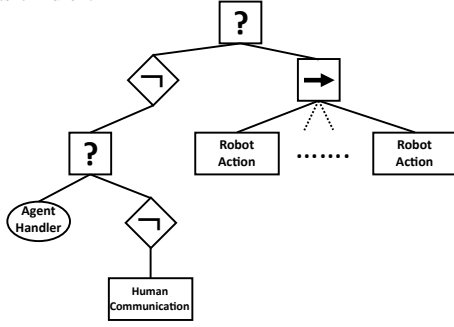 ?
¬
→
?
Robot
Action
.......
Robot
Action
Agent
Handler
¬
Human
Communication